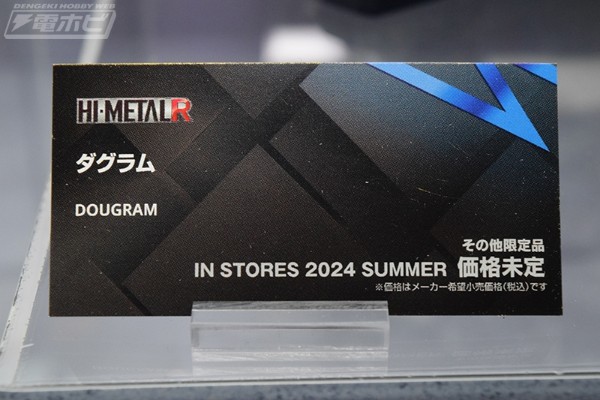 DENGEKI HOBBY WEB
電ホビ
HI-METAL R
ダグラム
DOUGRAM
その他限定品
IN STORES 2024 SUMMER 価格未定
※価格はメーカー希望小売価格(税込)です